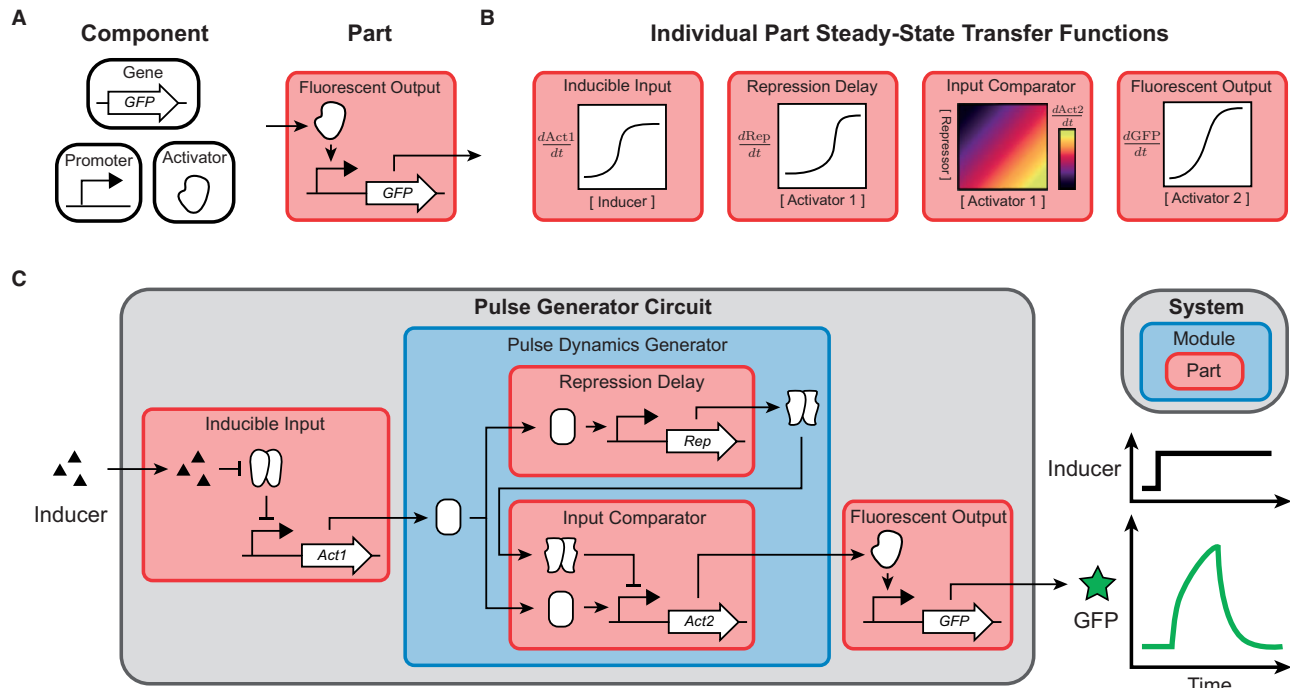 A
Component
Part
Gene
GFP
Promoter
Activator
Fluorescent Output
GFP
B
Individual Part Steady-State Transfer Functions
Inducible Input
dAct1
dt
[ Inducer ]
Repression Delay
dRep
dt
[ Activator 1 ]
Input Comparator
[ Repressor ]
dAct2
dt
[ Activator 1 ]
Fluorescent Output
dGFP
dt
[ Activator 2 ]
C
Pulse Generator Circuit
Pulse Dynamics Generator
Inducer
Inducible Input
Act1
Repression Delay
Rep
Input Comparator
Act2
Fluorescent Output
GFP
GFP
System
Module
Part
Inducer
Time